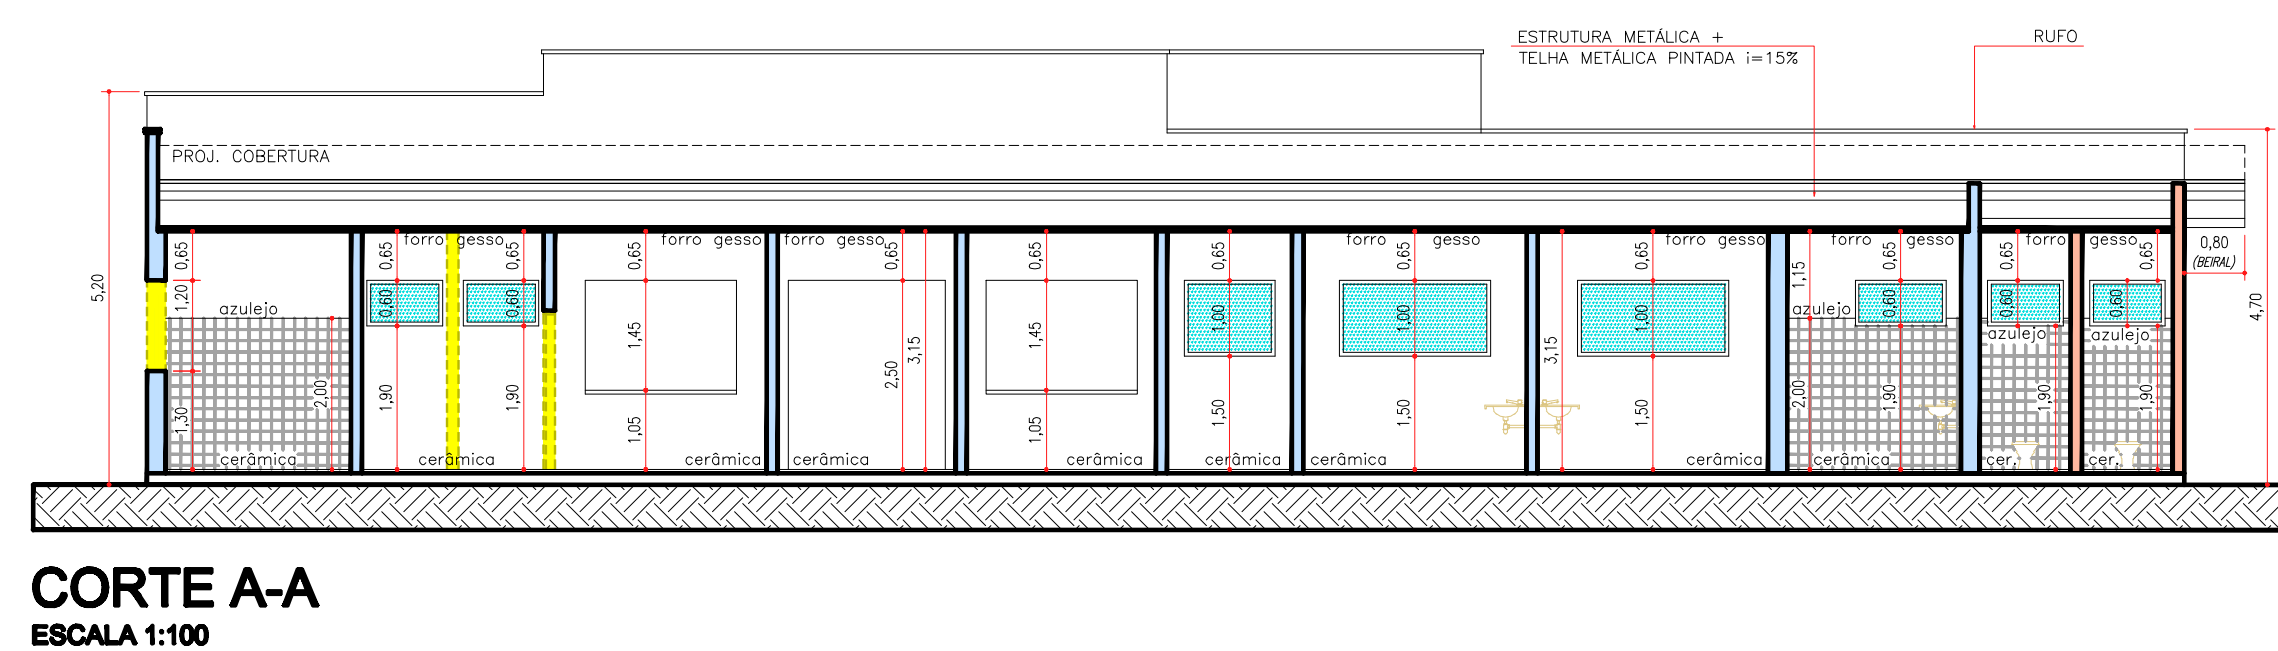 ESTRUTURA METÁLICA +
TELHA METÁLICA PINTADA i=15%
RUFO
PROJ. COBERTURA
5,20
4,70
0,80
(BEIRAL)
forro gesso
forro gesso
forro gesso
forro gesso
forro gesso
forro gesso
forro gesso
0,65
0,65
0,65
0,65
0,65
0,65
0,65
0,65
0,65
1,15
0,65
0,65
0,65
1,20
0,60
0,60
1,45
2,50
3,15
1,45
1,00
1,00
3,15
1,00
0,60
0,60
0,60
azulejo
azulejo
azulejo
azulejo
1,30
2,00
1,90
1,90
1,05
1,05
1,50
1,50
1,50
2,00
1,90
1,90
1,90
cerâmica
cerâmica
cerâmica
cerâmica
cerâmica
cerâmica
cerâmica
cerâmica
cerâmica
cer.
cer.
CORTE A-A
ESCALA 1:100